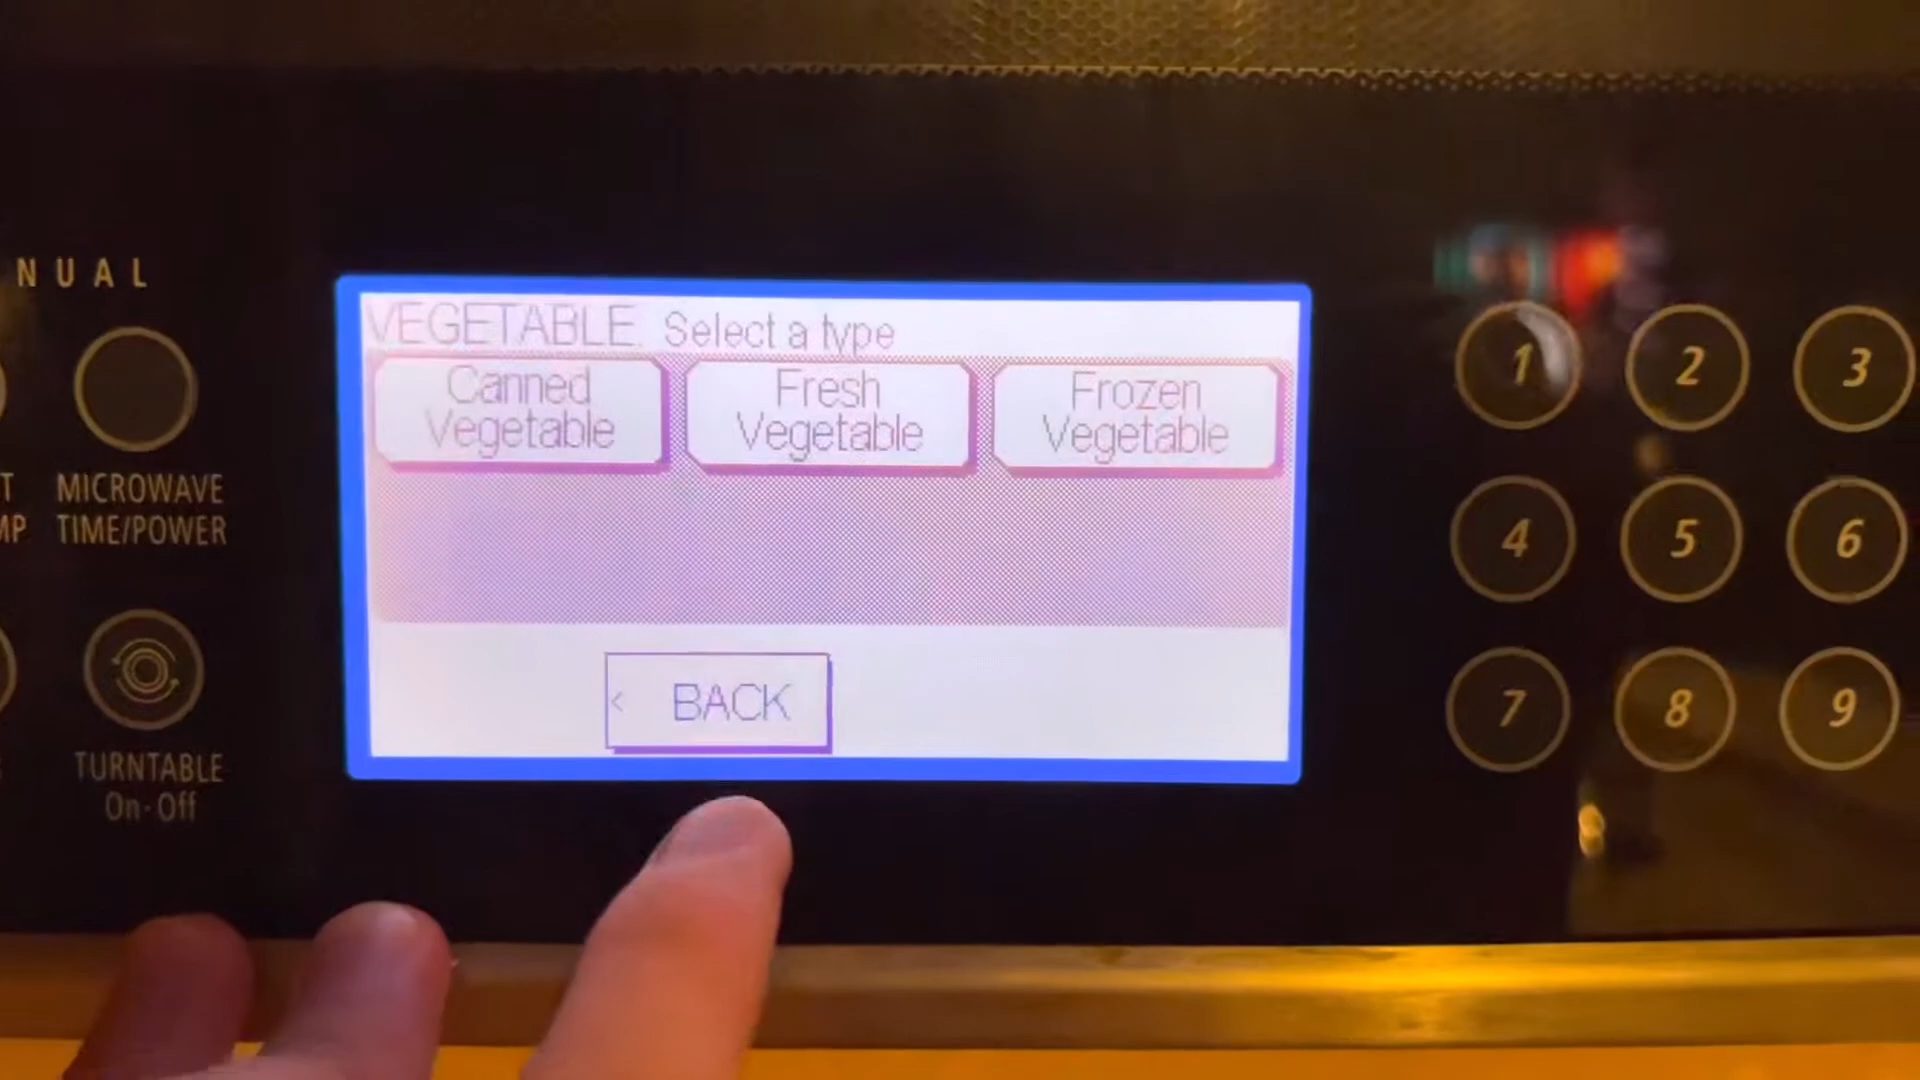 NUAL
T
MP
MICROWAVE
TIME/POWER
TURNTABLE
On-Off
VEGETABLE: Select a type
Canned
Vegetable
Fresh
Vegetable
Frozen
Vegetable
< BACK
1 2 3
4 5 6
7 8 9